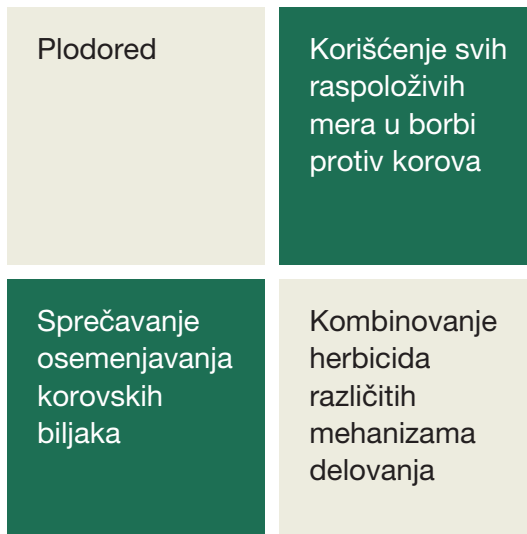 Plodored
Korišćenje svih
raspoloživih
mera u borbi
protiv korova
Sprečavanje
osemenjavanja
korovskih
biljaka
Kombinovanje
herbicida
različitih
mehanizama
delovanja